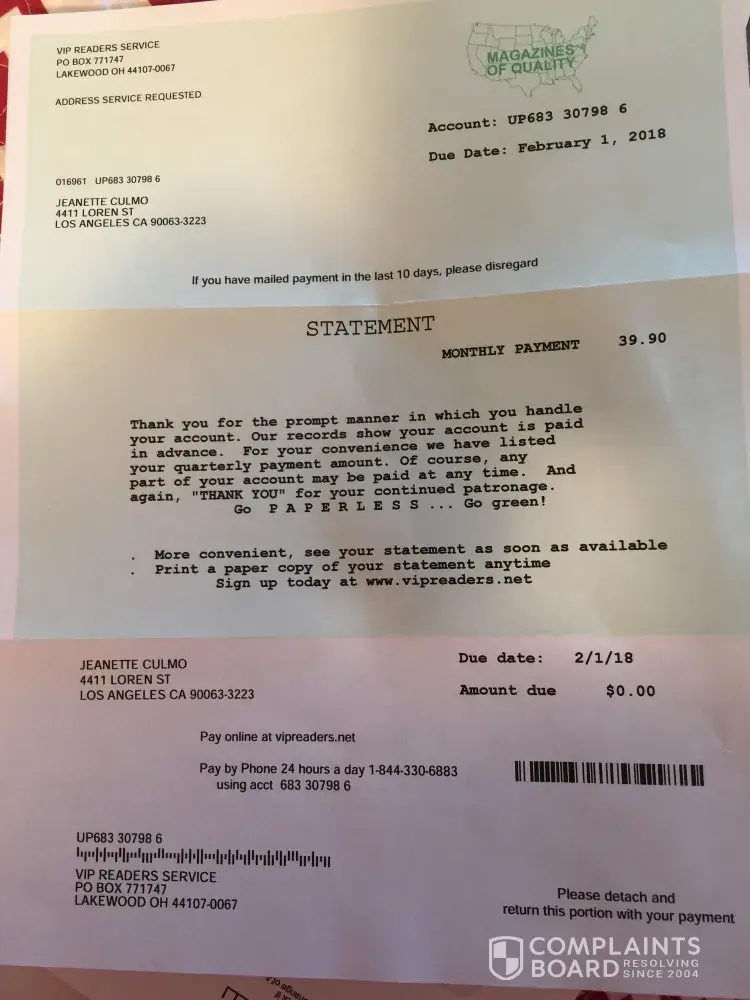 VIP READERS SERVICE
PO BOX 771747
LAKEWOOD OH 44107-0067
ADDRESS SERVICE REQUESTED
MAGAZINES
OF QUALITY
Account: UP683 30798 6
Due Date: February 1, 2018
016961 UP683 30798 6
JEANETTE CULMO
4411 LOREN ST
LOS ANGELES CA 90063-3223
If you have mailed payment in the last 10 days, please disregard
STATEMENT
MONTHLY PAYMENT 39.90
Thank you for the prompt manner in which you handle
your account. Our records show your account is paid
in advance. For your convenience we have listed
your quarterly payment amount. Of course, any
part of your account may be paid at any time. And
again, "THANK YOU" for your continued patronage.
Go P A P E R L E S S ... Go green!
. More convenient, see your statement as soon as available
. Print a paper copy of your statement anytime
Sign up today at www.vipreaders.net
JEANETTE CULMO
4411 LOREN ST
LOS ANGELES CA 90063-3223
Due date: 2/1/18
Amount due $0.00
Pay online at vipreaders.net
Pay by Phone 24 hours a day 1-844-330-6883
using acct 683 30798 6
UP683 30798 6
VIP READERS SERVICE
PO BOX 771747
LAKEWOOD OH 44107-0067
Please detach and
return this portion with your payment
COMPLAINTS
BOARD RESOLVING
SINCE 2004